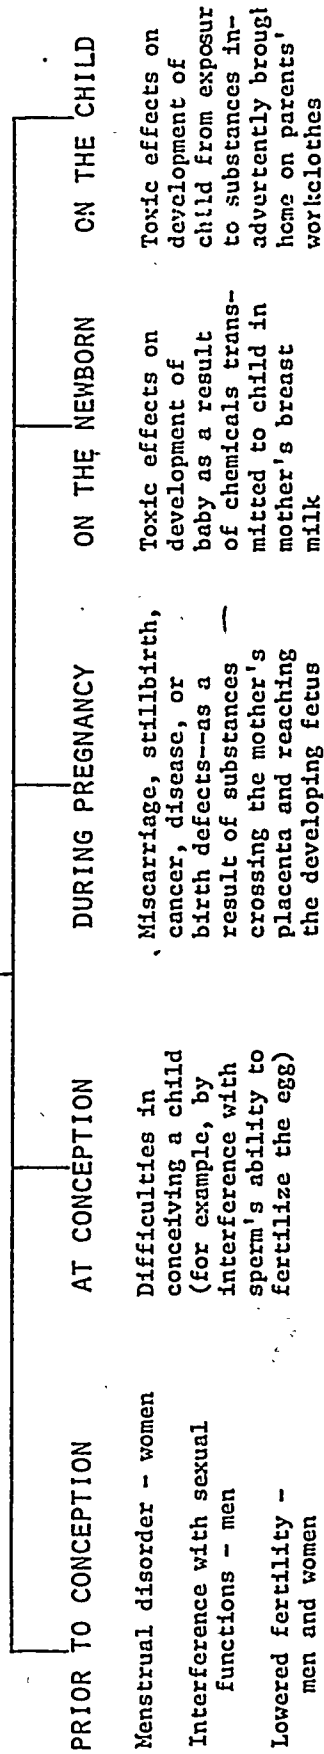 PRIOR TO CONCEPTION
Menstrual disorder - women
Interference with sexual
functions - men
Lowered fertility -
men and women
AT CONCEPTION
Difficulties in
conceiving a child
(for example, by
interference with
sperm's ability to
fertilize the egg)
DURING PREGNANCY
Miscarriage, stillbirth,
cancer, disease, or
birth defects--as a
result of substances
crossing the mother's
placenta and reaching
the developing fetus
ON THE NEWBORN
Toxic effects on
development of
baby as a result
of chemicals trans-
mitted to child in
mother's breast
milk
ON THE CHILD
Toxic effects on
development of
child from exposur
to substances in-
advertently brough
home on parents'
workclothes